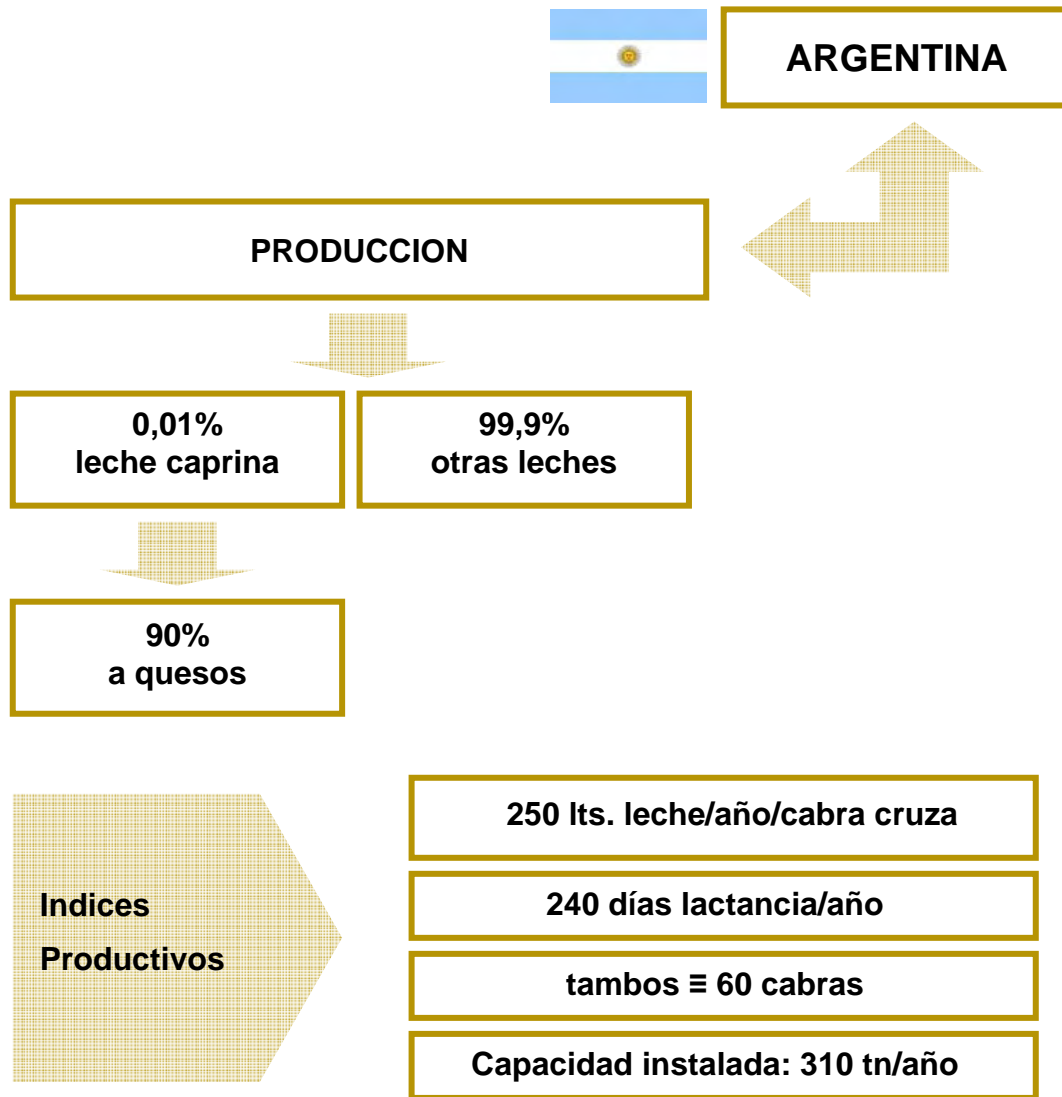 ARGENTINA
PRODUCCION
0,01%
leche caprina
99,9%
otras leches
90%
a quesos
Indices
Productivos
250 lts. leche/año/cabra cruza
240 días lactancia/año
tambos ≡ 60 cabras
Capacidad instalada: 310 tn/año